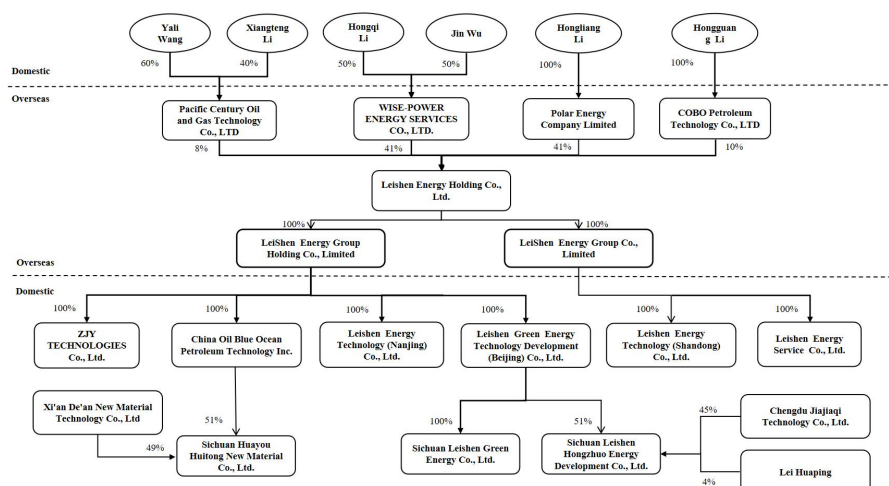 Yali
Wang
Xiangteng
Li
Hongqi
Li
Jin Wu
Hongliang
Li
Hongguan
g Li
60%
40%
50%
50%
100%
100%
Domestic
Overseas
Pacific Century Oil
and Gas Technology
Co., LTD
WISE-POWER
ENERGY SERVICES
CO., LTD.
Polar Energy
Company Limited
COBO Petroleum
Technology Co., LTD
8%
41%
41%
10%
Leishen Energy Holding Co.,
Ltd.
100%
100%
LeiShen Energy Group
Holding Co., Limited
LeiShen Energy Group Co.,
Limited
Overseas
Domestic
100%
100%
100%
100%
100%
100%
ZJY
TECHNOLOGIES
Co., Ltd.
China Oil Blue Ocean
Petroleum Technology Inc.
Leishen Energy
Technology (Nanjing)
Co., Ltd.
Leishen Green Energy
Technology Development
(Beijing) Co., Ltd.
Leishen Energy
Technology (Shandong)
Co., Ltd.
Leishen Energy
Service Co., Ltd.
Xi'an De'an New Material
Technology Co., Ltd
51%
49%
Sichuan Huayou
Huitong New Material
Co., Ltd.
100%
Sichuan Leishen Green
Energy Co., Ltd.
51%
Sichuan Leishen
Hongzhuo Energy
Development Co., Ltd.
45%
Chengdu Jiajiaqi
Technology Co., Ltd.
4%
Lei Huaping